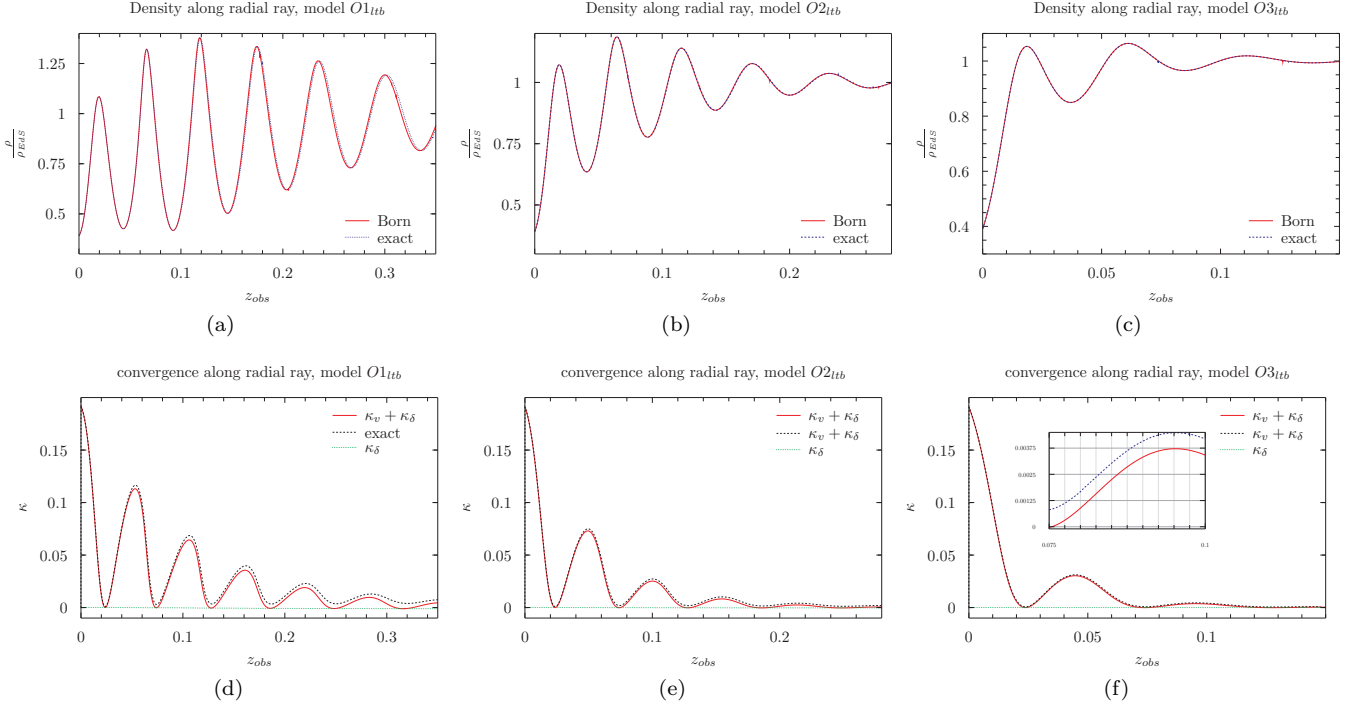 Density along radial ray, model O1ltb
1.25
1
0.75
0.5
ρ
ρEdS
Born
exact
0
0.1
0.2
0.3
zobs
(a)
Density along radial ray, model O2ltb
1
0.75
0.5
ρ
ρEdS
Born
exact
0
0.1
0.2
zobs
(b)
Density along radial ray, model O3ltb
1
0.8
0.6
0.4
ρ
ρEdS
Born
exact
0
0.05
0.1
zobs
(c)
convergence along radial ray, model O1ltb
κv + κδ
exact
κδ
0.15
0.1
0.05
0
κ
0
0.1
0.2
0.3
zobs
(d)
convergence along radial ray, model O2ltb
κv + κδ
κv + κδ
κδ
0.15
0.1
0.05
0
κ
0
0.1
0.2
zobs
(e)
convergence along radial ray, model O3ltb
κv + κδ
κv + κδ
κδ
0.15
0.1
0.05
0
κ
0.00375
0.0025
0.00125
0
0.075
0.1
0
0.05
0.1
zobs
(f)